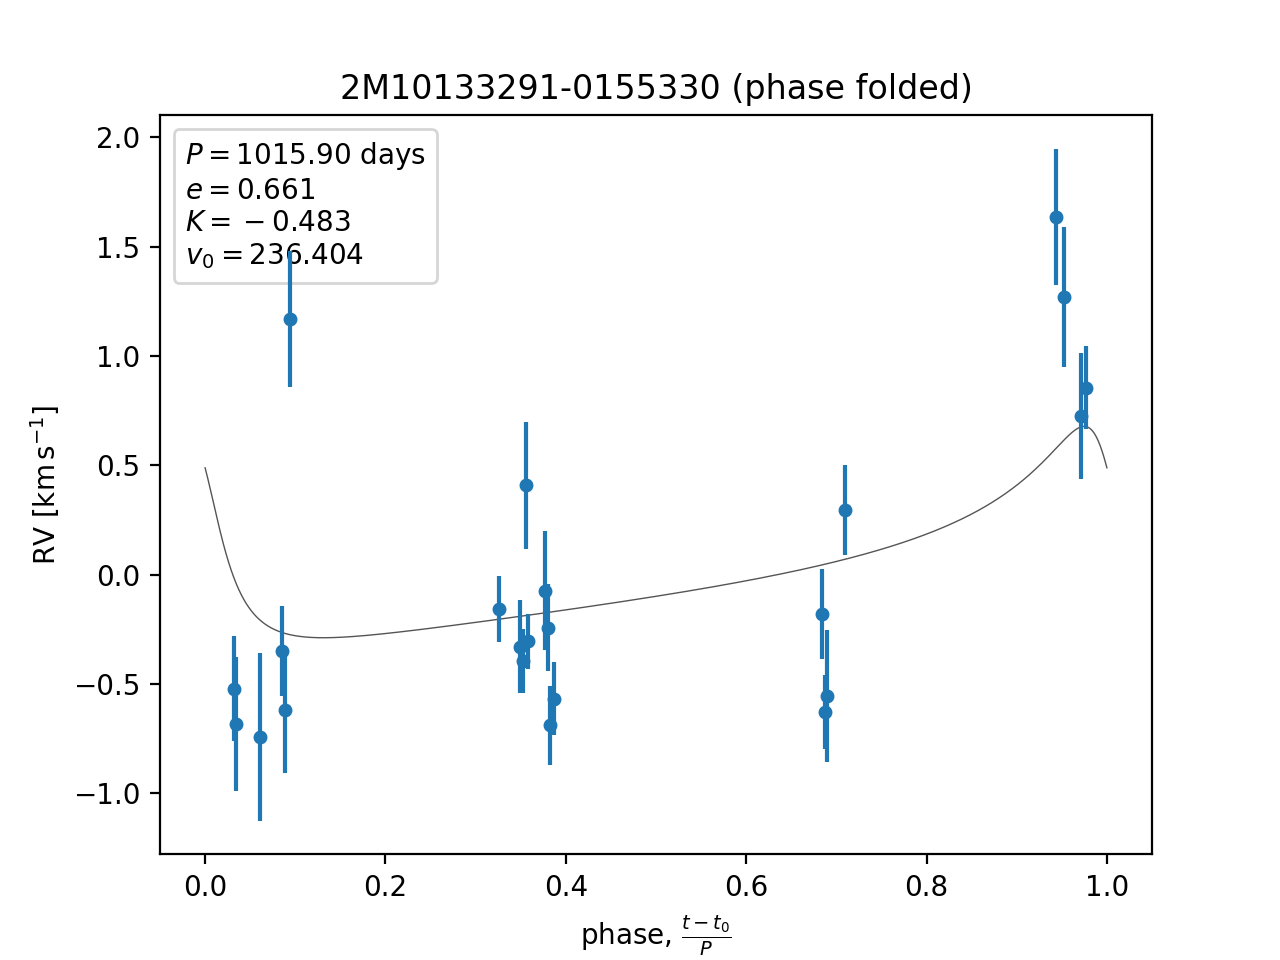 2M10133291-0155330 (phase folded)
P = 1015.90 days
e = 0.661
K = −0.483
v₀ = 236.404
RV [km s⁻¹]
2.0
1.5
1.0
0.5
0.0
−0.5
−1.0
0.0 0.2 0.4 0.6 0.8 1.0
phase, (t − t₀)/P